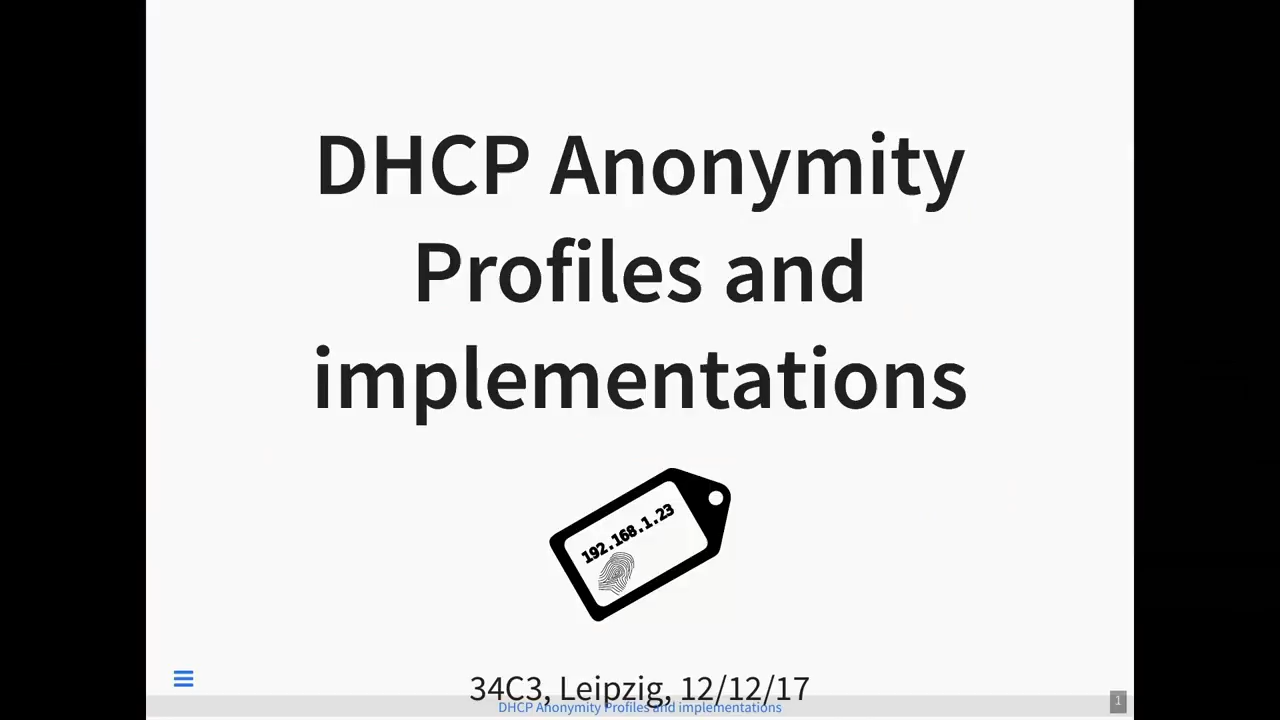 DHCP Anonymity
Profiles and
implementations
192.168.1.23
34C3, Leipzig, 12/12/17
DHCP Anonymity Profiles and implementations
1